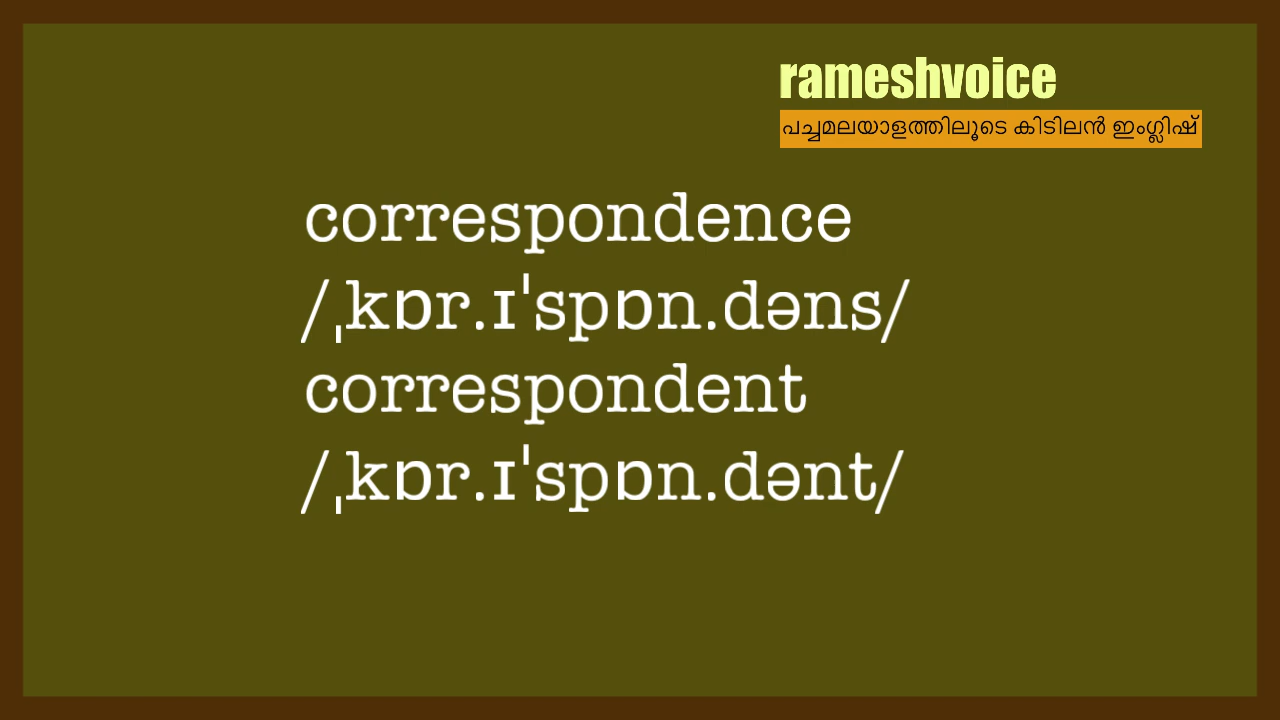 rameshvoice
പച്ചമലയാളത്തിലൂടെ കിടിലൻ ഇംഗ്ലിഷ്
correspondence
/ˌkɒr.ɪˈspɒn.dəns/
correspondent
/ˌkɒr.ɪˈspɒn.dənt/